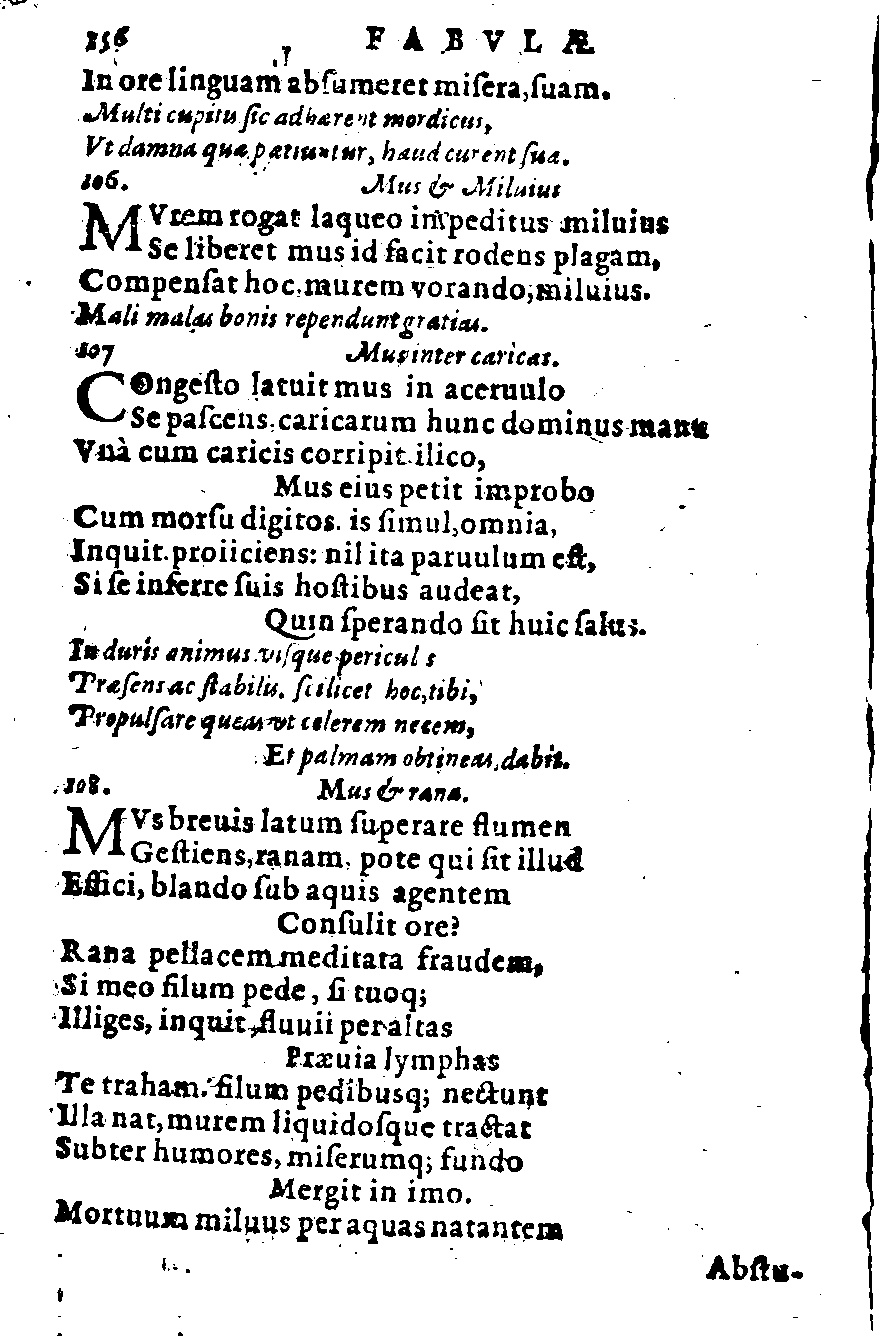 156 FABVLÆ
In ore linguam absumeret misera, suam.
Multi cupitu sic adhærent mordicus,
Vt damna quæ patiuntur, haud curent sua.
106. Mus & Miluius
MVrem rogat laqueo impeditus miluius
Se liberet mus id facit rodens plagam,
Compensat hoc, murem vorando, miluius.
Mali malas bonis rependunt gratias.
107 Mus inter caricas.
COngesto latuit mus in aceruulo
Se pascens, caricarum hunc dominus manu
Vnà cum caricis corripit ilico,
Mus eius petit improbo
Cum morsu digitos. is simul, omnia,
Inquit proiiciens: nil ita paruulum est,
Si se inferre suis hostibus audeat,
Quin sperando sit huic salus.
In duris animus visque pericul s
Præsens ac stabilis, scilicet hoc, tibi,
Propulsare queas vt celerem necem,
Et palmam obtineas, dabit.
108. Mus & rana.
MVs breuis latum superare flumen
Gestiens, ranam, pote qui sit illud
Effici, blando sub aquis agentem
Consulit ore?
Rana pellacem meditata fraudem,
Si meo filum pede, si tuoq;
Illiges, inquit, fluuii per altas
Præuia lymphas
Te traham. filum pedibusq; nectunt
Illa nat, murem liquidosque tractat
Subter humores, miserumq; fundo
Mergit in imo.
Mortuum miluus per aquas natantem
Abstu-